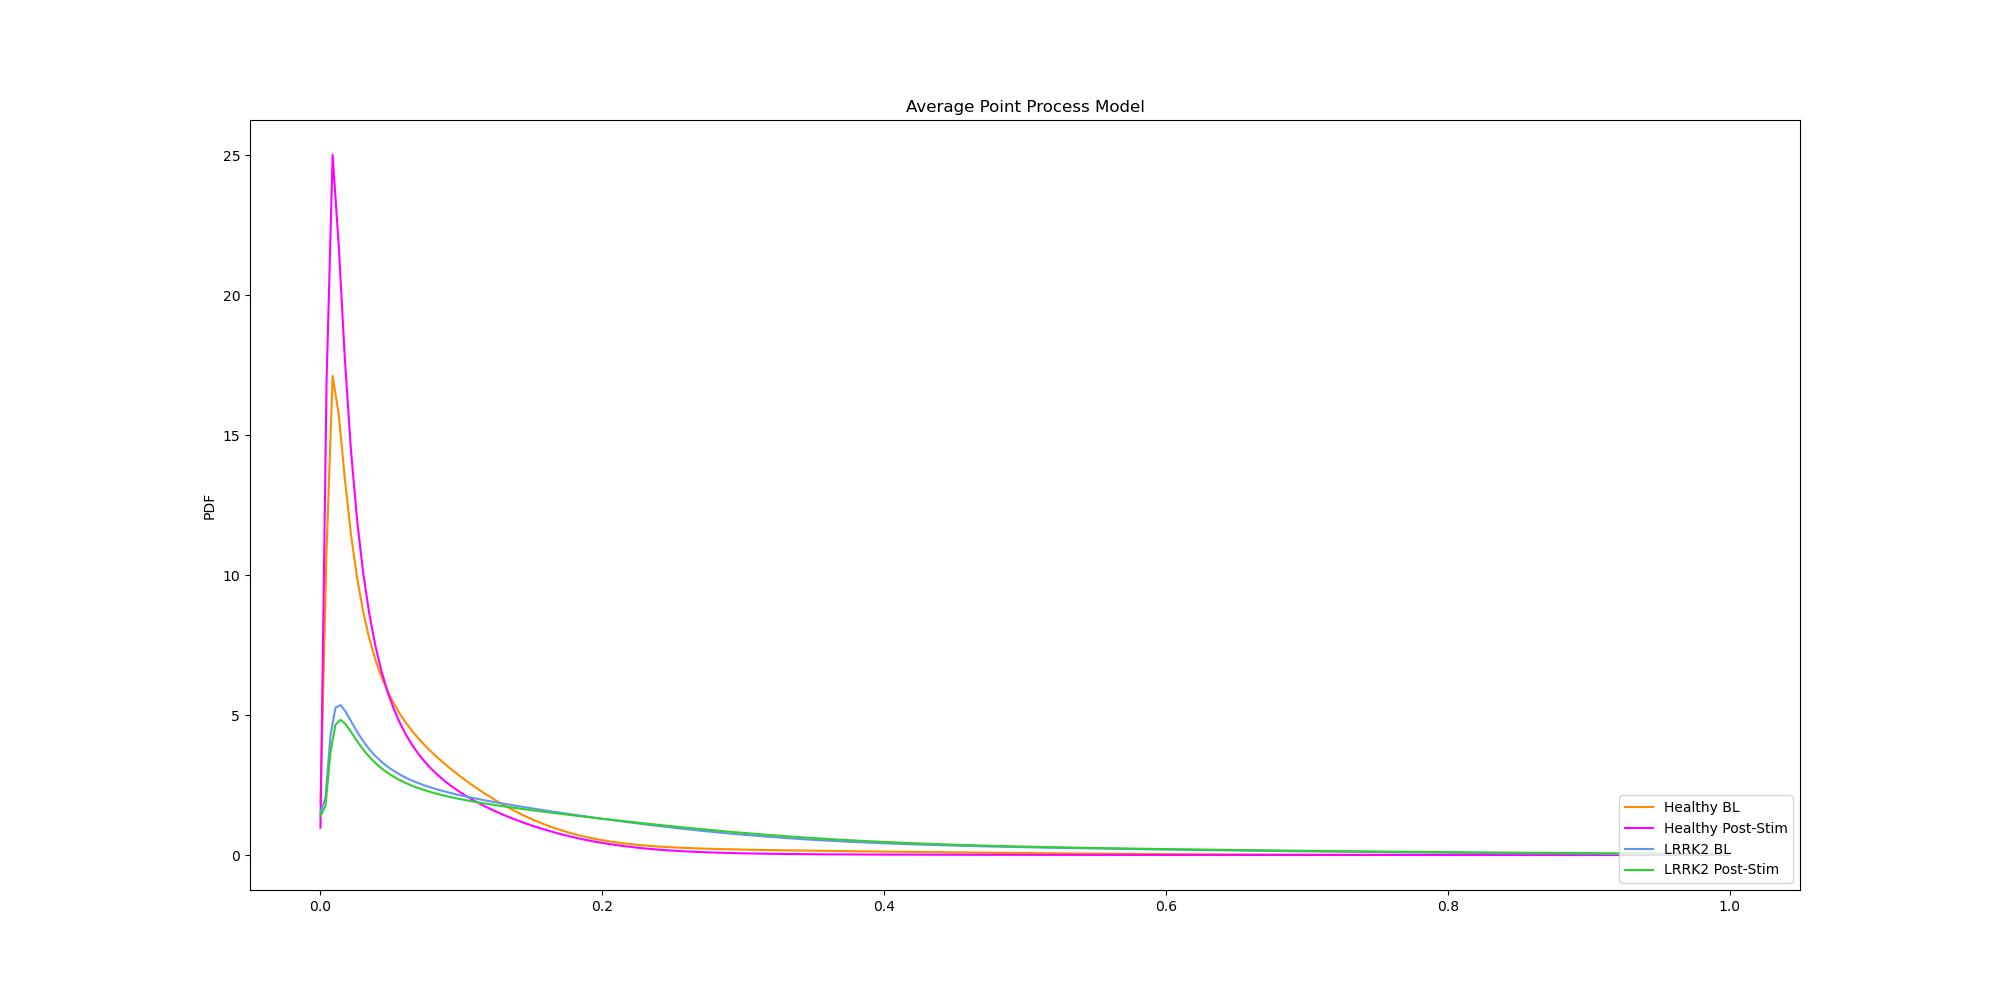 Average Point Process Model
25
20
15
10
5
0
PDF
0.0 0.2 0.4 0.6 0.8 1.0
Healthy BL
Healthy Post-Stim
LRRK2 BL
LRRK2 Post-Stim